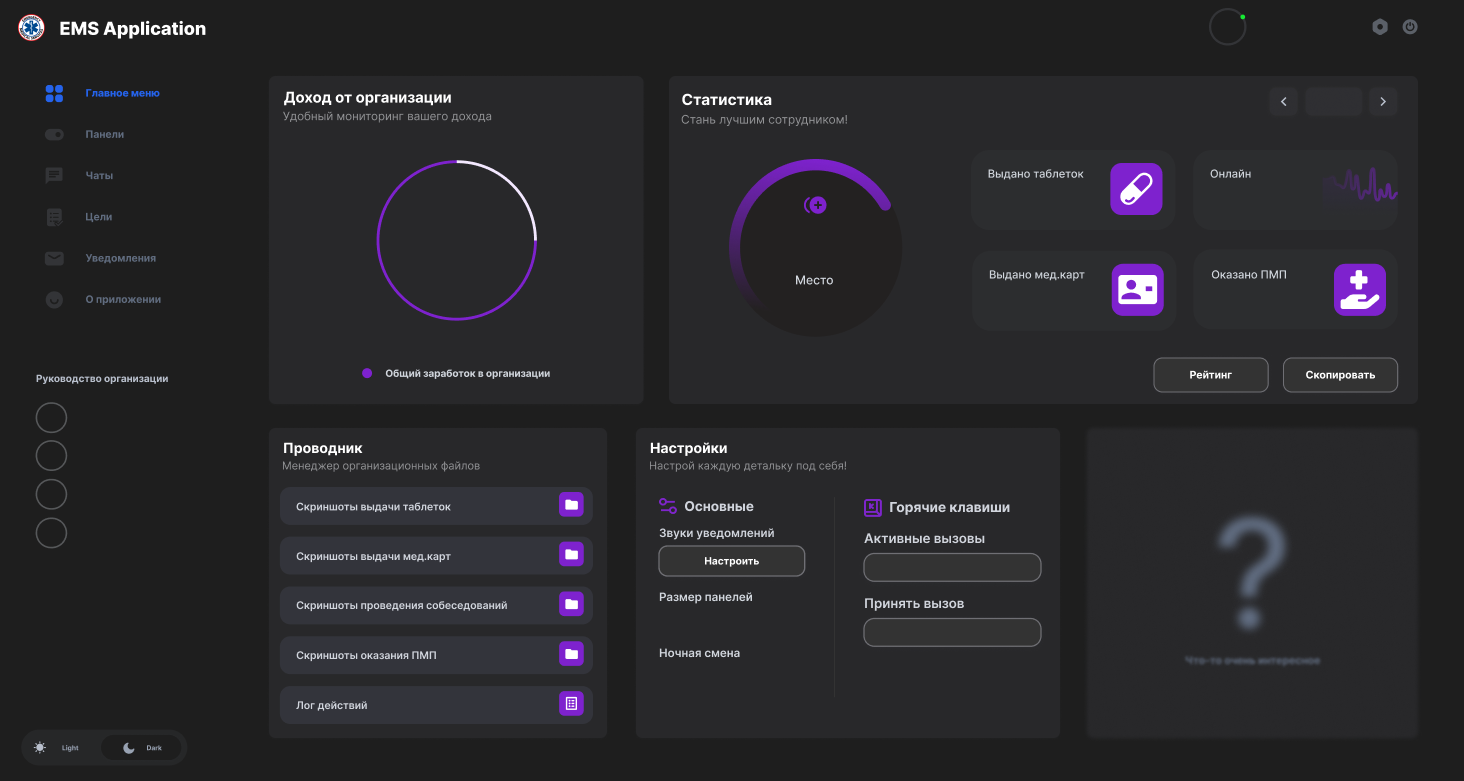 EMS Application
Главное меню
Панели
Чаты
Цели
Уведомления
О приложении
Руководство организации
Light
Dark
Доход от организации
Удобный мониторинг вашего дохода
Общий заработок в организации
Статистика
Стань лучшим сотрудником!
Место
Выдано таблеток
Онлайн
Выдано мед.карт
Оказано ПМП
Рейтинг
Скопировать
Проводник
Менеджер организационных файлов
Скриншоты выдачи таблеток
Скриншоты выдачи мед.карт
Скриншоты проведения собеседований
Скриншоты оказания ПМП
Лог действий
Настройки
Настрой каждую детальку под себя!
Основные
Звуки уведомлений
Настроить
Размер панелей
Ночная смена
Горячие клавиши
Активные вызовы
Принять вызов
?
Что-то очень интересное